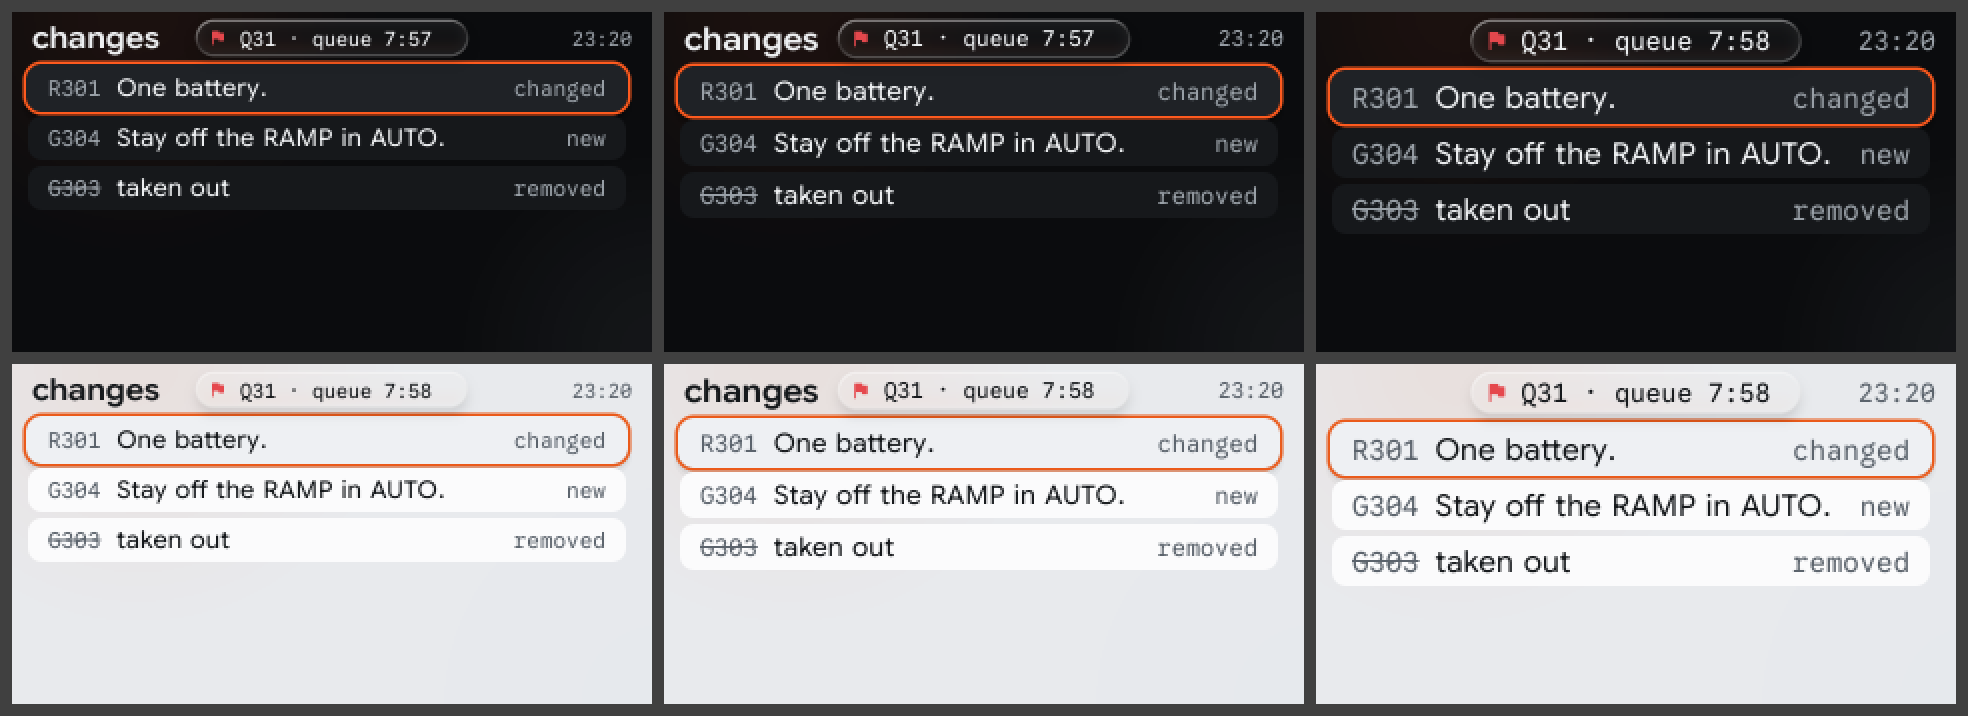 changes Q31 · queue 7:57 23:20
R301 One battery. changed
G304 Stay off the RAMP in AUTO. new
G303 taken out removed
changes Q31 · queue 7:57 23:20
R301 One battery. changed
G304 Stay off the RAMP in AUTO. new
G303 taken out removed
Q31 · queue 7:58 23:20
R301 One battery. changed
G304 Stay off the RAMP in AUTO. new
G303 taken out removed
changes Q31 · queue 7:58 23:20
R301 One battery. changed
G304 Stay off the RAMP in AUTO. new
G303 taken out removed
changes Q31 · queue 7:58 23:20
R301 One battery. changed
G304 Stay off the RAMP in AUTO. new
G303 taken out removed
Q31 · queue 7:58 23:20
R301 One battery. changed
G304 Stay off the RAMP in AUTO. new
G303 taken out removed